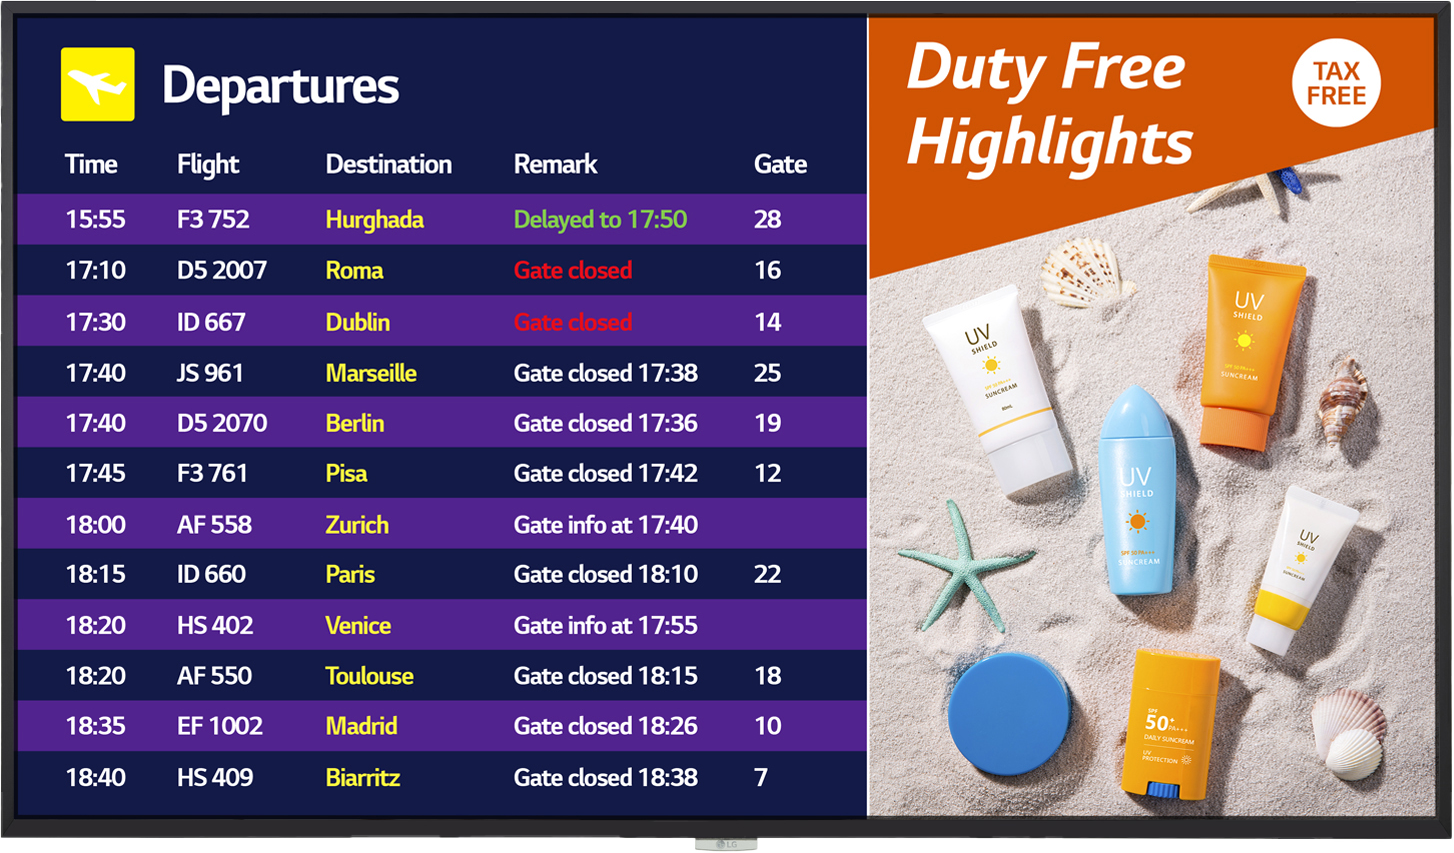 Departures
Time Flight Destination Remark Gate
15:55 F3 752 Hurghada Delayed to 17:50 28
17:10 D5 2007 Roma Gate closed 16
17:30 ID 667 Dublin Gate closed 14
17:40 JS 961 Marseille Gate closed 17:38 25
17:40 D5 2070 Berlin Gate closed 17:36 19
17:45 F3 761 Pisa Gate closed 17:42 12
18:00 AF 558 Zurich Gate info at 17:40
18:15 ID 660 Paris Gate closed 18:10 22
18:20 HS 402 Venice Gate info at 17:55
18:20 AF 550 Toulouse Gate closed 18:15 18
18:35 EF 1002 Madrid Gate closed 18:26 10
18:40 HS 409 Biarritz Gate closed 18:38 7
Duty Free
Highlights
TAX
FREE
UV
SHIELD
SUNCREAM
UV
SHIELD
SPF 50 PA+++
SUNCREAM
UV
SHIELD
SPF 50 PA+++
SUNCREAM
UV
SHIELD
SUNCREAM
SPF
50+
PA+++
DAILY SUNCREAM
UV
PROTECTION
LG